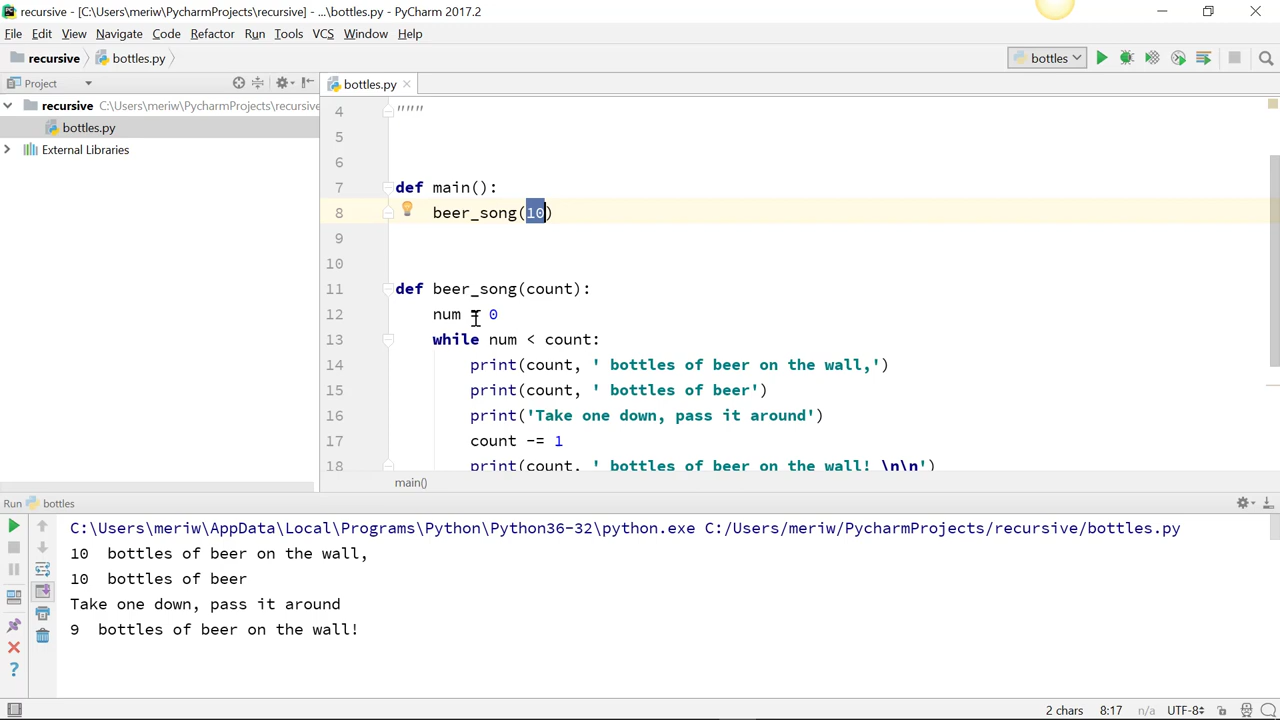 recursive - [C:\Users\meriw\PycharmProjects\recursive] - ...\bottles.py - PyCharm 2017.2
File Edit View Navigate Code Refactor Run Tools VCS Window Help
recursive bottles.py bottles
Project bottles.py
recursive C:\Users\meriw\PycharmProjects\recursive
bottles.py
External Libraries
4 """
5
6
7 def main():
8 beer_song(10)
9
10
11 def beer_song(count):
12 num = 0
13 while num < count:
14 print(count, ' bottles of beer on the wall,')
15 print(count, ' bottles of beer')
16 print('Take one down, pass it around')
17 count -= 1
18 print(count, ' bottles of beer on the wall! \n\n')
main()
Run bottles
C:\Users\meriw\AppData\Local\Programs\Python\Python36-32\python.exe C:/Users/meriw/PycharmProjects/recursive/bottles.py
10  bottles of beer on the wall,
10  bottles of beer
Take one down, pass it around
9  bottles of beer on the wall!
2 chars 8:17 n/a UTF-8